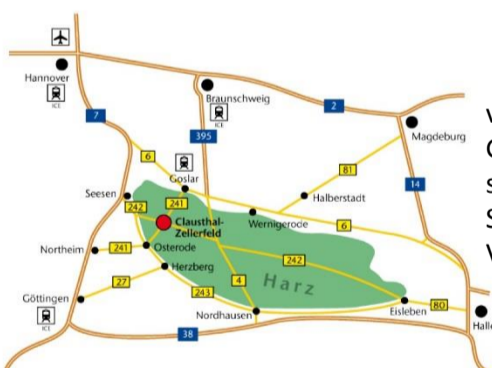 Hannover
ICE
Braunschweig
ICE
2
7
395
Magdeburg
6
81
14
Goslar
Seesen
Halberstadt
242
241
Clausthal-
Zellerfeld
Wernigerode
6
Northeim
241
Osterode
242
27
Herzberg
Harz
4
243
Göttingen
ICE
Nordhausen
Eisleben
80
Halle
38